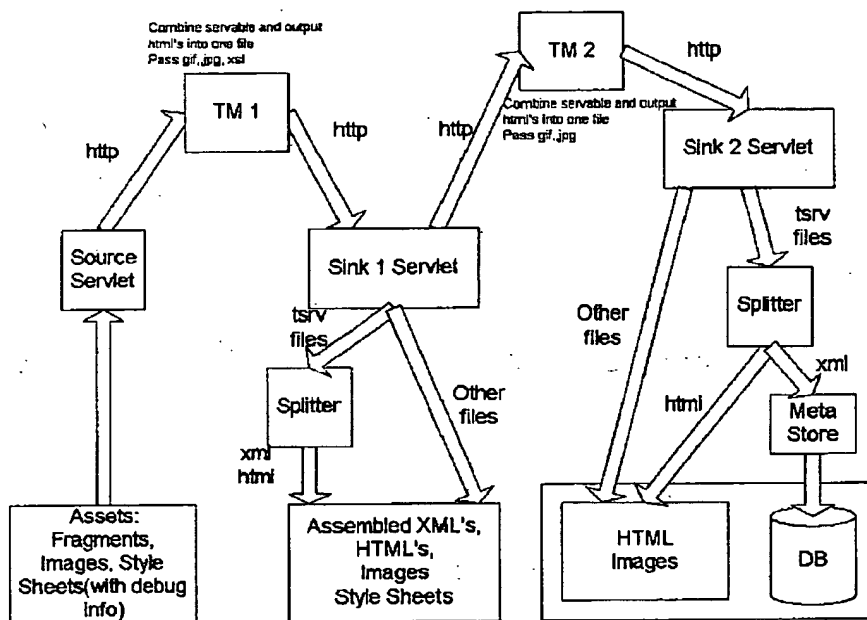 Combine servable and output
html's into one file
Pass gif,.jpg, xsl
TM 1
TM 2
http
Combine servable and output
html's into one file
Pass gif,.jpg
http
http
http
Sink 2 Servlet
Source
Servlet
Sink 1 Servlet
tsrv
files
tsrv
files
Splitter
Other
files
Splitter
Other
files
xml
html
html
xml
Meta
Store
Assets:
Fragments,
Images, Style
Sheets(with debug
info)
Assembled XML's,
HTML's,
Images
Style Sheets
HTML
Images
DB